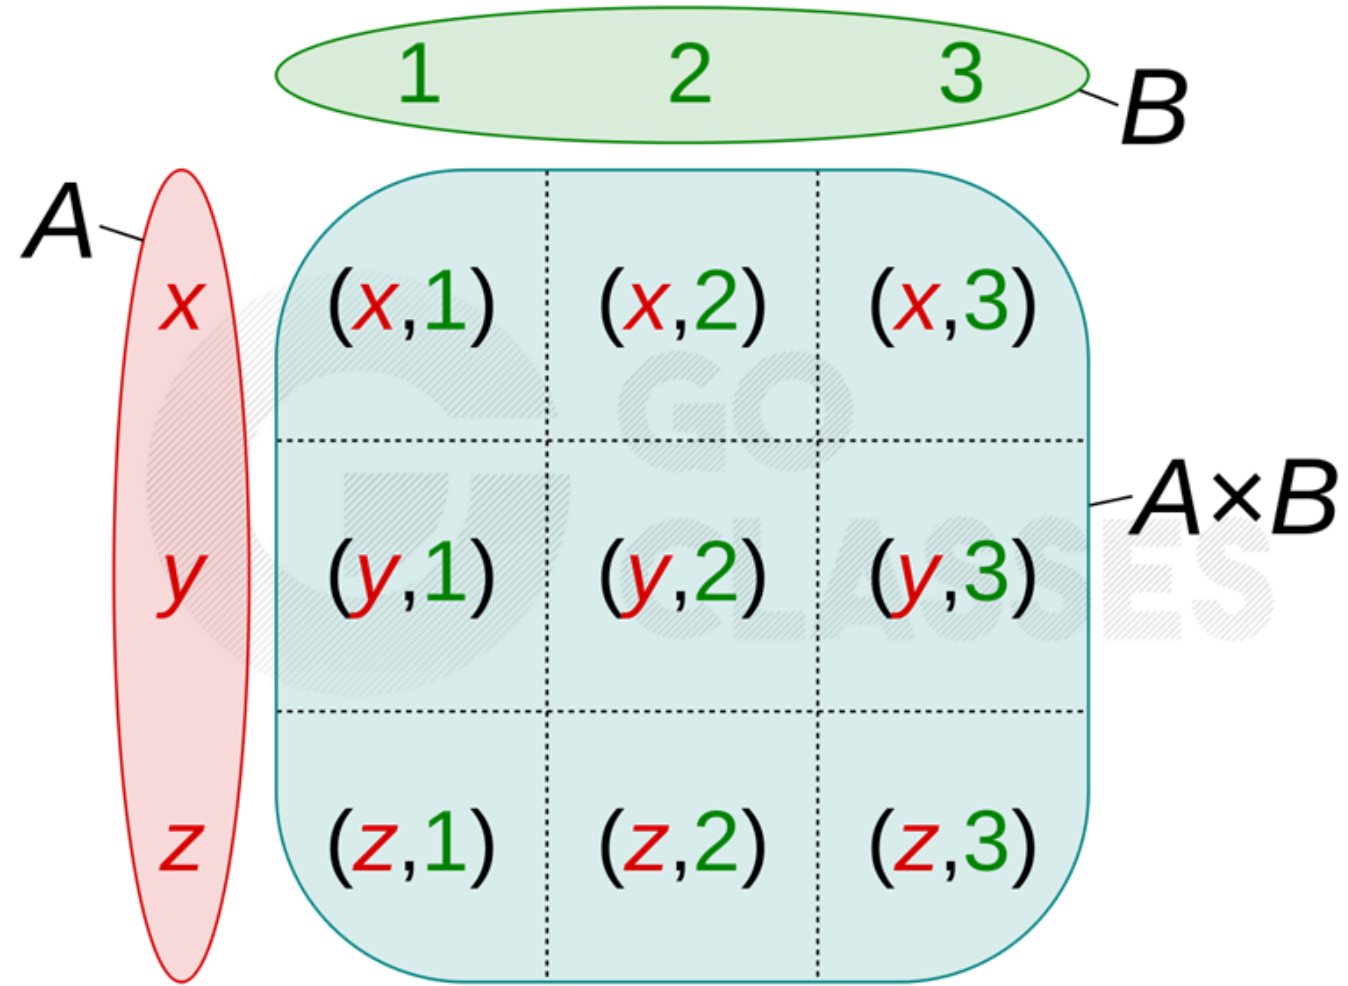 1 2 3
B
A
x (x,1) (x,2) (x,3)
GO
A×B
y (y,1) (y,2) (y,3)
CLASSES
z (z,1) (z,2) (z,3)